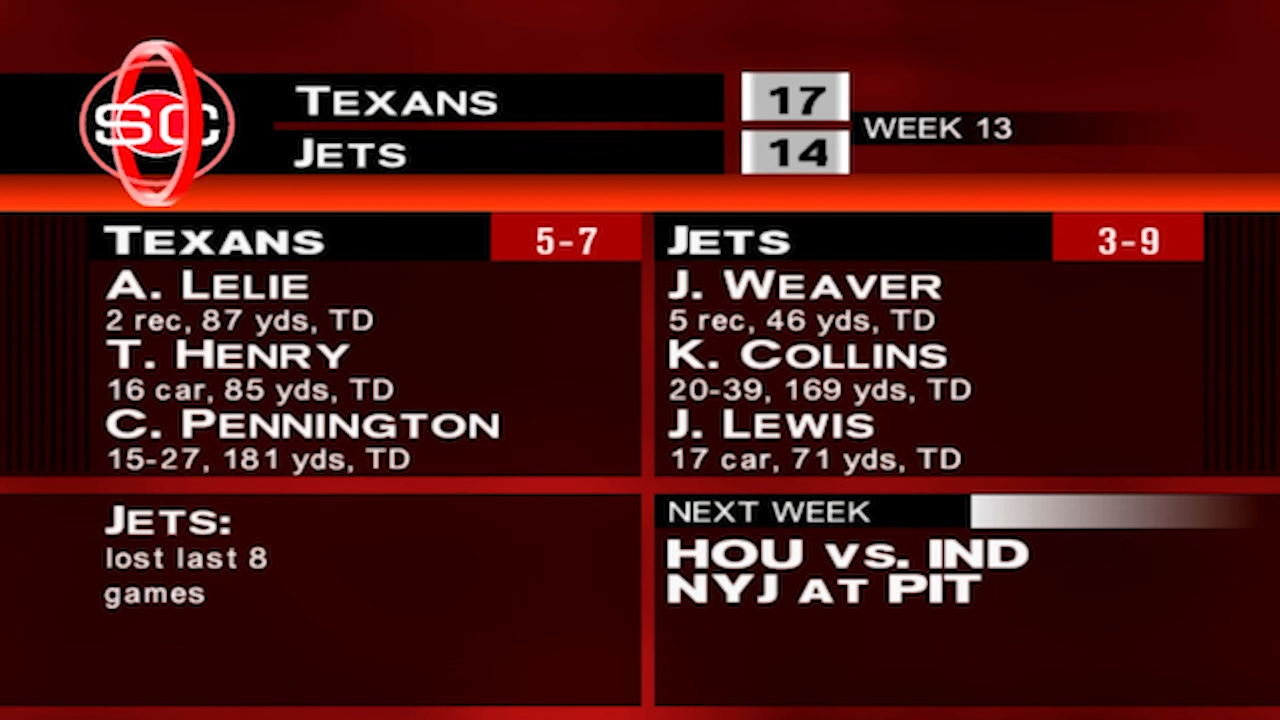 SC
TEXANS 17
JETS 14
WEEK 13
TEXANS 5-7
A. LELIE
2 rec, 87 yds, TD
T. HENRY
16 car, 85 yds, TD
C. PENNINGTON
15-27, 181 yds, TD
JETS 3-9
J. WEAVER
5 rec, 46 yds, TD
K. COLLINS
20-39, 169 yds, TD
J. LEWIS
17 car, 71 yds, TD
JETS:
lost last 8
games
NEXT WEEK
HOU VS. IND
NYJ AT PIT